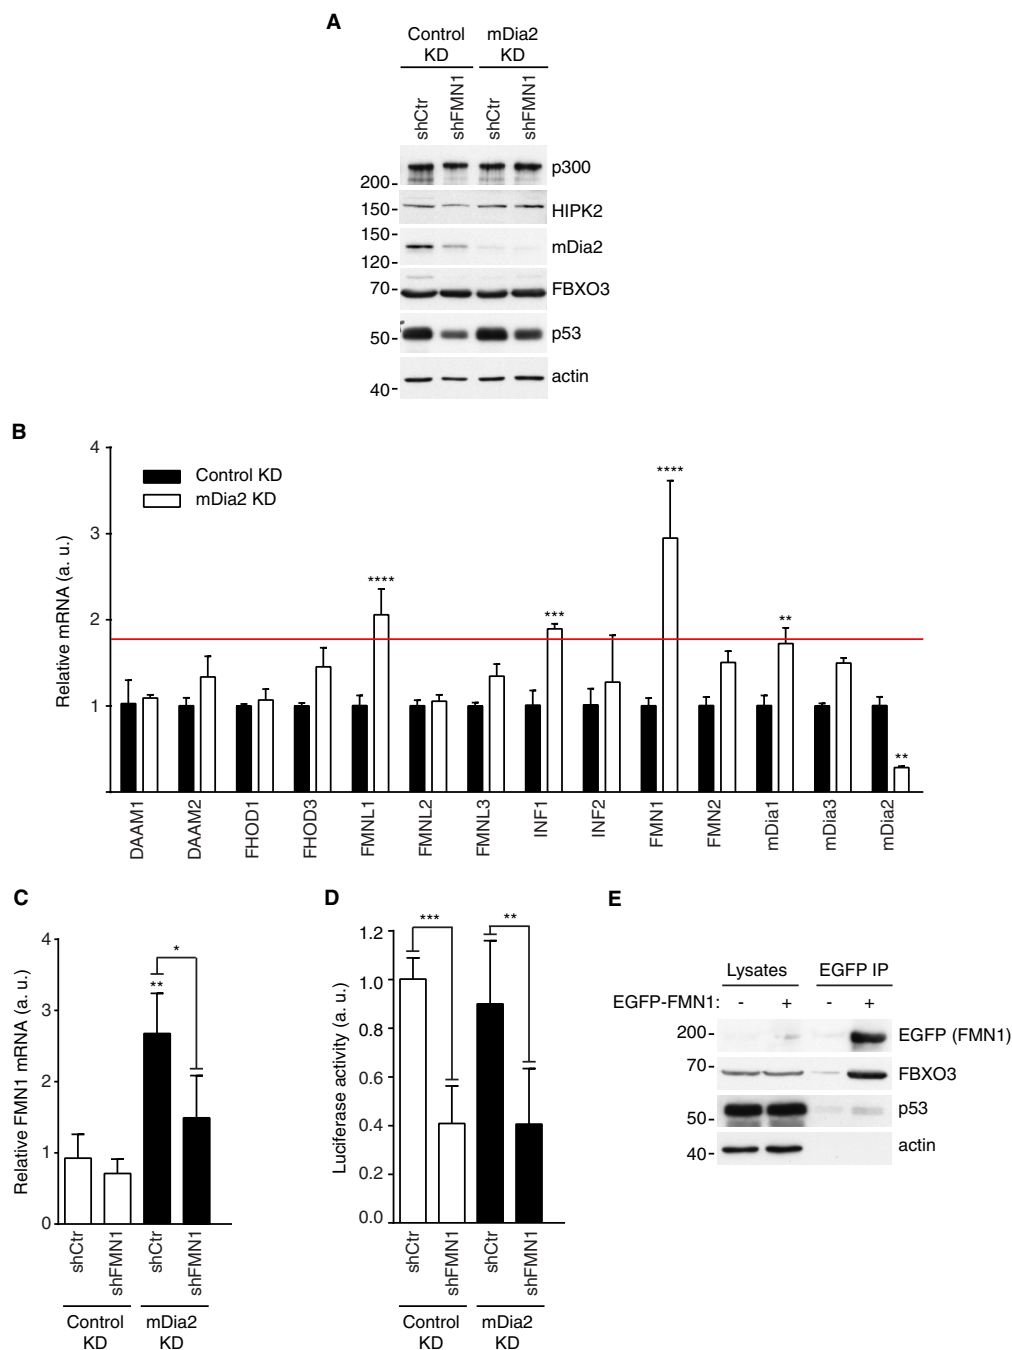 A
Control KD
mDia2 KD
shCtr
shFMN1
shCtr
shFMN1
200-
p300
150-
HIPK2
150-
mDia2
120-
70-
FBXO3
50-
p53
40-
actin
B
4
3
2
1
Relative mRNA (a. u.)
Control KD
mDia2 KD
****
***
****
**
**
DAAM1
DAAM2
FHOD1
FHOD3
FMNL1
FMNL2
FMNL3
INF1
INF2
FMN1
FMN2
mDia1
mDia3
mDia2
C
Relative FMN1 mRNA (a. u.)
4
3
2
1
0
*
**
shCtr
shFMN1
shCtr
shFMN1
Control KD
mDia2 KD
D
Luciferase activity (a. u.)
1.2
1.0
0.8
0.6
0.4
0.2
0.0
***
**
shCtr
shFMN1
shCtr
shFMN1
Control KD
mDia2 KD
E
Lysates
EGFP IP
EGFP-FMN1: - + - +
200-
EGFP (FMN1)
70-
FBXO3
50-
p53
40-
actin